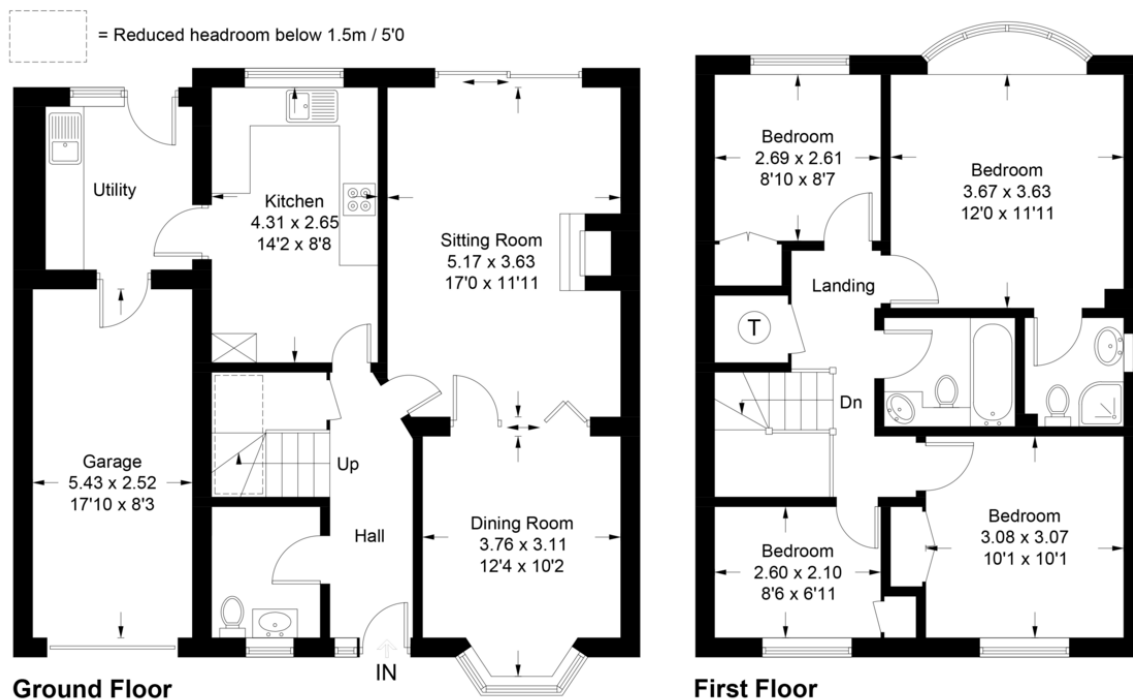 = Reduced headroom below 1.5m / 5'0
Utility
Kitchen
4.31 x 2.65
14'2 x 8'8
Sitting Room
5.17 x 3.63
17'0 x 11'11
Garage
5.43 x 2.52
17'10 x 8'3
Up
Hall
Dining Room
3.76 x 3.11
12'4 x 10'2
IN
Ground Floor
Bedroom
2.69 x 2.61
8'10 x 8'7
Bedroom
3.67 x 3.63
12'0 x 11'11
Landing
T
Dn
Bedroom
2.60 x 2.10
8'6 x 6'11
Bedroom
3.08 x 3.07
10'1 x 10'1
First Floor